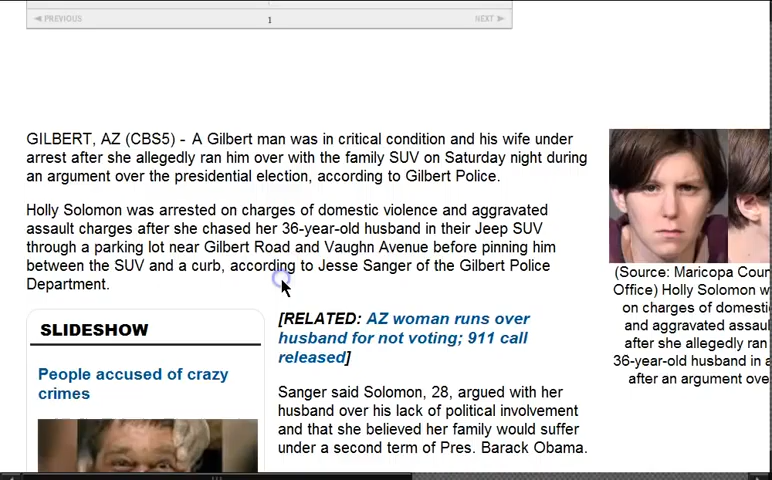 PREVIOUS
1
NEXT
GILBERT, AZ (CBS5) - A Gilbert man was in critical condition and his wife under
arrest after she allegedly ran him over with the family SUV on Saturday night during
an argument over the presidential election, according to Gilbert Police.
Holly Solomon was arrested on charges of domestic violence and aggravated
assault charges after she chased her 36-year-old husband in their Jeep SUV
through a parking lot near Gilbert Road and Vaughn Avenue before pinning him
between the SUV and a curb, according to Jesse Sanger of the Gilbert Police
Department.
(Source: Maricopa Coun
Office) Holly Solomon w
on charges of domesti
and aggravated assaul
after she allegedly ran
36-year-old husband in a
after an argument ove
SLIDESHOW
People accused of crazy
crimes
[RELATED: AZ woman runs over
husband for not voting; 911 call
released]
Sanger said Solomon, 28, argued with her
husband over his lack of political involvement
and that she believed her family would suffer
under a second term of Pres. Barack Obama.